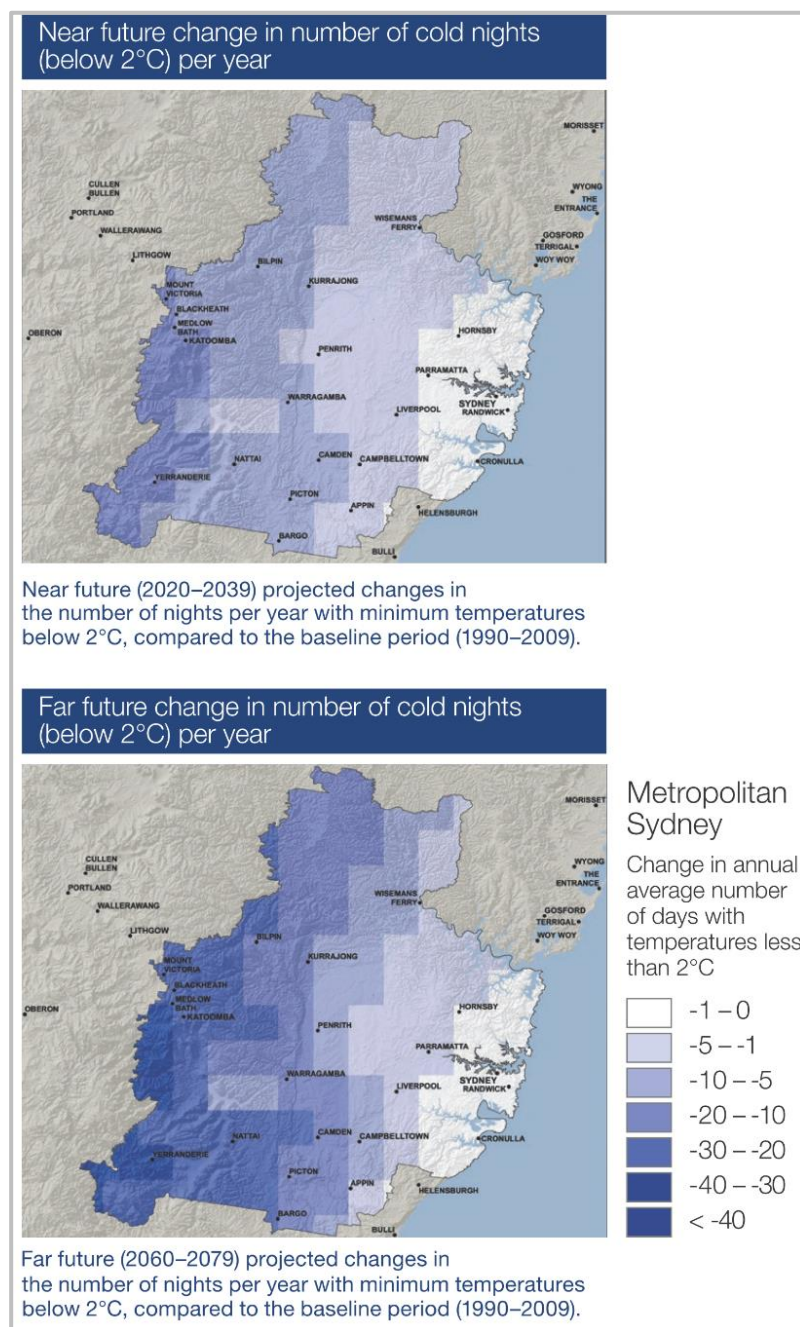 Near future change in number of cold nights
(below 2°C) per year
MORISSET
CULLEN
BULLEN
WYONG
THE
ENTRANCE
PORTLAND
WISEMANS
FERRY
WALLERAWANG
GOSFORD
TERRIGAL
LITHGOW
BILPIN
WOY WOY
MOUNT
VICTORIA
KURRAJONG
BLACKHEATH
MEDLOW
BATH
OBERON
KATOOMBA
HORNSBY
PENRITH
PARRAMATTA
WARRAGAMBA
SYDNEY
LIVERPOOL
RANDWICK
NATTAI
CAMDEN
CAMPBELLTOWN
CRONULLA
YERRANDERIE
PICTON
APPIN
HELENSBURGH
BARGO
BULLI
Near future (2020–2039) projected changes in
the number of nights per year with minimum temperatures
below 2°C, compared to the baseline period (1990–2009).
Far future change in number of cold nights
(below 2°C) per year
MORISSET
CULLEN
BULLEN
WYONG
THE
ENTRANCE
PORTLAND
WISEMANS
FERRY
WALLERAWANG
GOSFORD
TERRIGAL
LITHGOW
BILPIN
WOY WOY
MOUNT
VICTORIA
KURRAJONG
BLACKHEATH
MEDLOW
BATH
OBERON
KATOOMBA
HORNSBY
PENRITH
PARRAMATTA
WARRAGAMBA
SYDNEY
LIVERPOOL
RANDWICK
NATTAI
CAMDEN
CAMPBELLTOWN
CRONULLA
YERRANDERIE
PICTON
APPIN
HELENSBURGH
BARGO
BULLI
Metropolitan
Sydney
Change in annual
average number
of days with
temperatures less
than 2°C
-1 – 0
-5 – -1
-10 – -5
-20 – -10
-30 – -20
-40 – -30
< -40
Far future (2060–2079) projected changes in
the number of nights per year with minimum temperatures
below 2°C, compared to the baseline period (1990–2009).